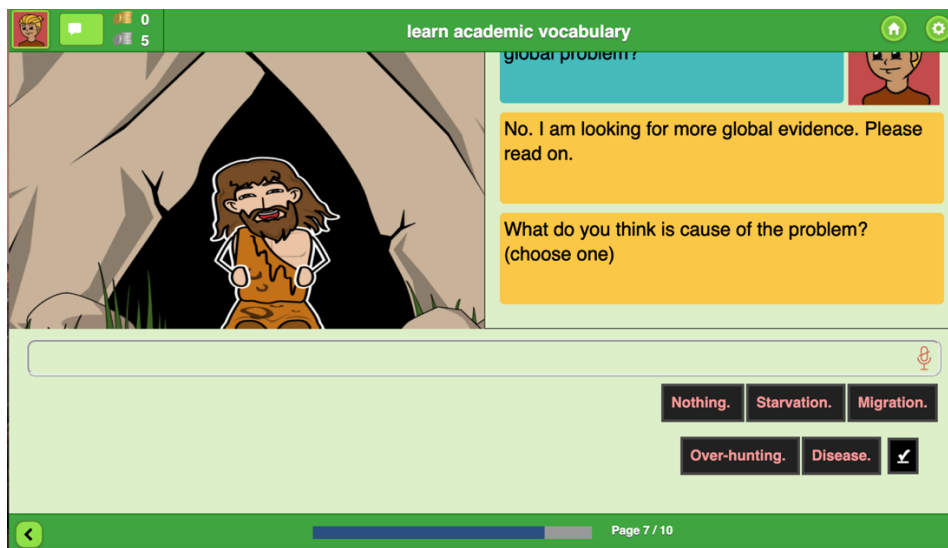 0
5
learn academic vocabulary
global problem?
No. I am looking for more global evidence. Please
read on.
What do you think is cause of the problem?
(choose one)
Nothing.
Starvation.
Migration.
Over-hunting.
Disease.
Page 7 / 10